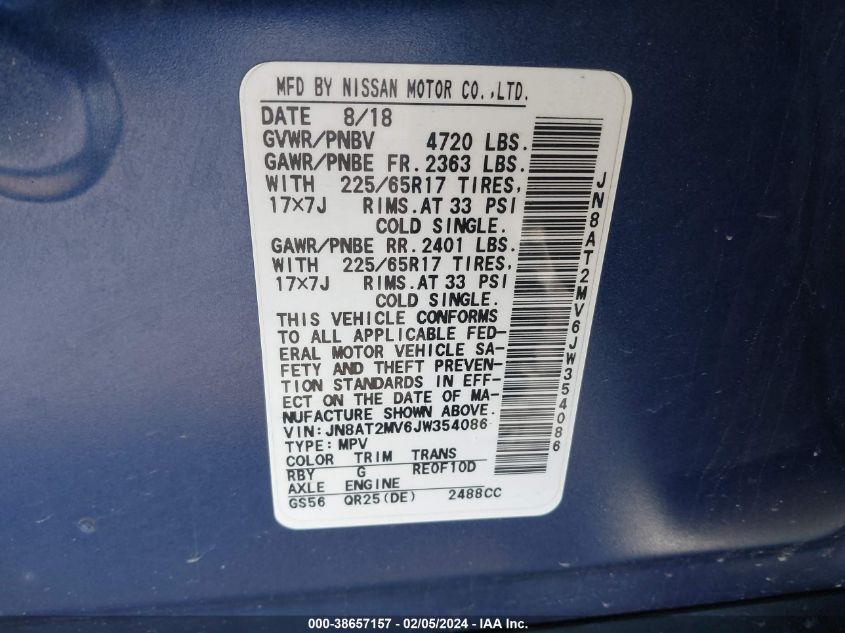 MFD BY NISSAN MOTOR CO.,LTD.
DATE 8/18
GVWR/PNBV 4720 LBS.
GAWR/PNBE FR. 2363 LBS.
WITH 225/65R17 TIRES,
17×7J RIMS. AT 33 PSI
COLD SINGLE.
GAWR/PNBE RR. 2401 LBS.
WITH 225/65R17 TIRES,
17×7J RIMS. AT 33 PSI
COLD SINGLE.
THIS VEHICLE CONFORMS
TO ALL APPLICABLE FED-
ERAL MOTOR VEHICLE SA-
FETY AND THEFT PREVEN-
TION STANDARDS IN EFF-
ECT ON THE DATE OF MA-
NUFACTURE SHOWN ABOVE.
VIN: JN8AT2MV6JW354086
TYPE: MPV
COLOR TRIM TRANS
RBY G RE0F10D
AXLE ENGINE
GS56 QR25(DE) 2488CC
JN8AT2MV6JW354086
000-38657157 - 02/05/2024 - IAA Inc.